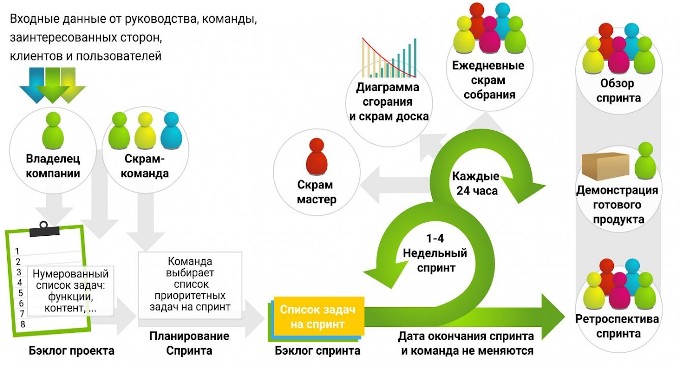 Входные данные от руководства, команды,
заинтересованных сторон,
клиентов и пользователей
Владелец
компании
Скрам-
команда
Диаграмма
сгорания
и скрам доска
Ежедневные
скрам
собрания
Обзор
спринта
Скрам
мастер
Каждые
24 часа
Демонстрация
готового
продукта
1-4
Недельный
спринт
1
2
3
4
5
6
7
8
Нумерованный
список задач:
функции,
контент, ...
Команда
выбирает
список
приоритетных
задач на спринт
Список задач
на спринт
Ретроспектива
спринта
Бэклог проекта
Планирование
Спринта
Бэклог спринта
Дата окончания спринта
и команда не меняются